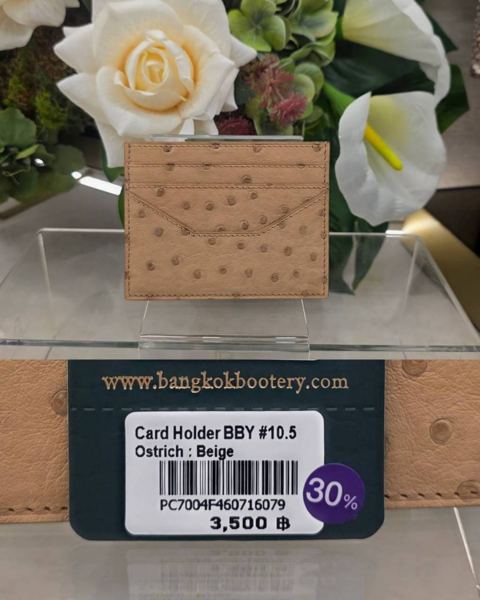 www.bangkokbootery.com
Card Holder BBY #10.5
Ostrich : Beige
PC7004F460716079
30%
3,500 ฿